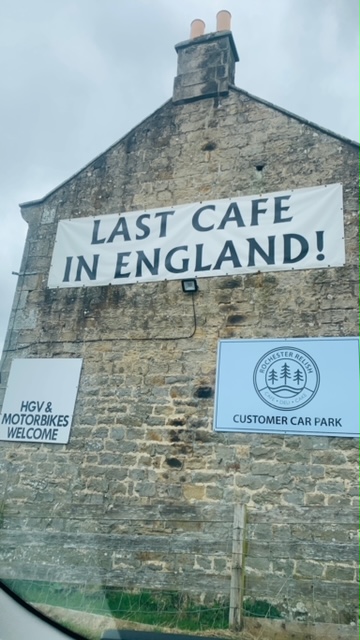 LAST CAFE
IN ENGLAND!
HGV &
MOTORBIKES
WELCOME
ROCHESTER RELISH
CUSTOMER CAR PARK